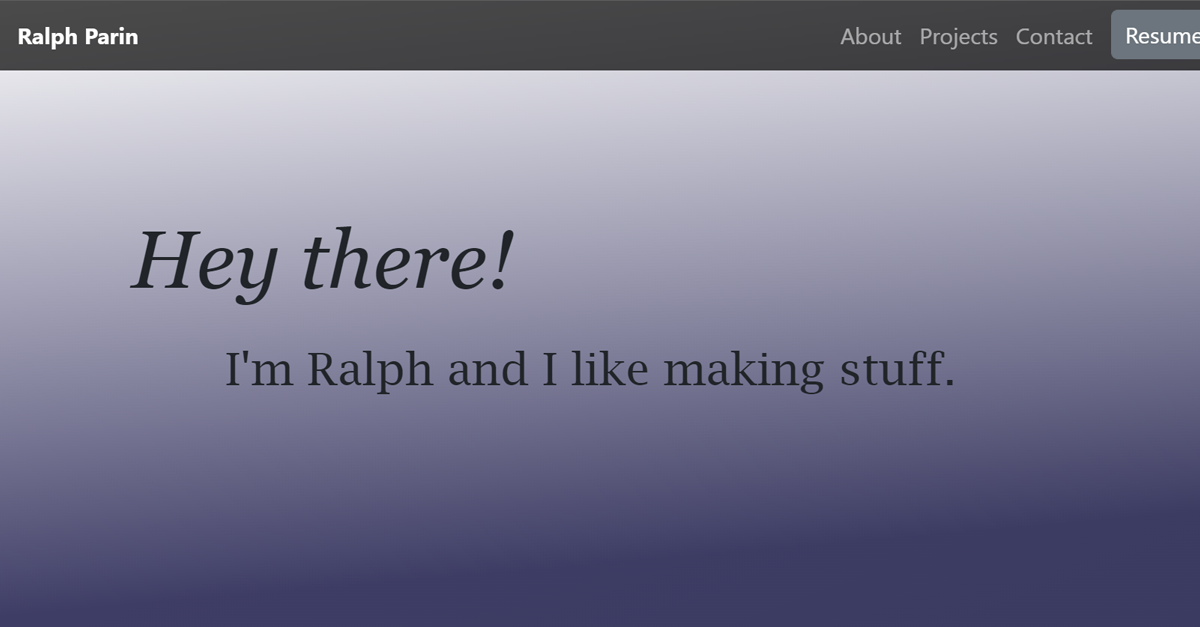 Ralph Parin
About Projects Contact Resume
Hey there!
I'm Ralph and I like making stuff.